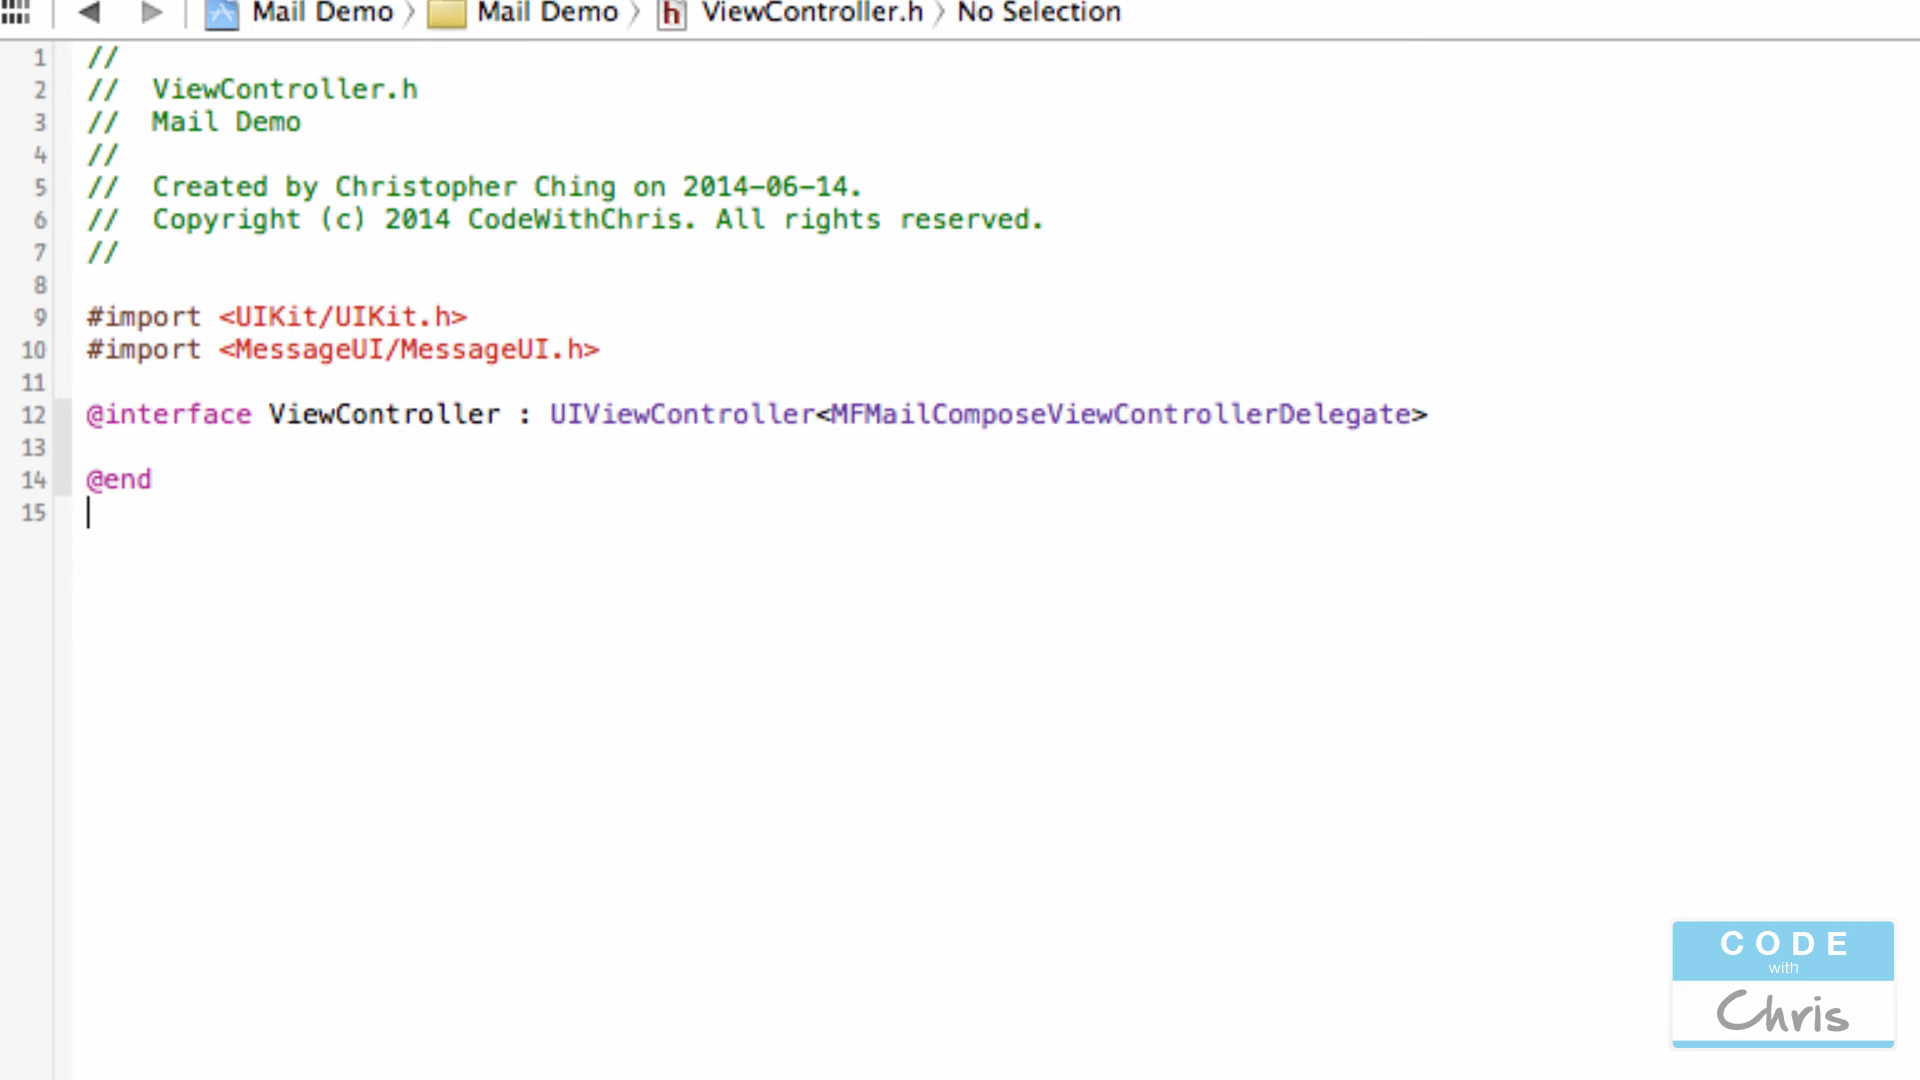 Mail Demo 〉 Mail Demo 〉 h ViewController.h 〉 No Selection
1 //
2 //  ViewController.h
3 //  Mail Demo
4 //
5 //  Created by Christopher Ching on 2014-06-14.
6 //  Copyright (c) 2014 CodeWithChris. All rights reserved.
7 //
8
9 #import <UIKit/UIKit.h>
10 #import <MessageUI/MessageUI.h>
11
12 @interface ViewController : UIViewController<MFMailComposeViewControllerDelegate>
13
14 @end
15
CODE
with
Chris